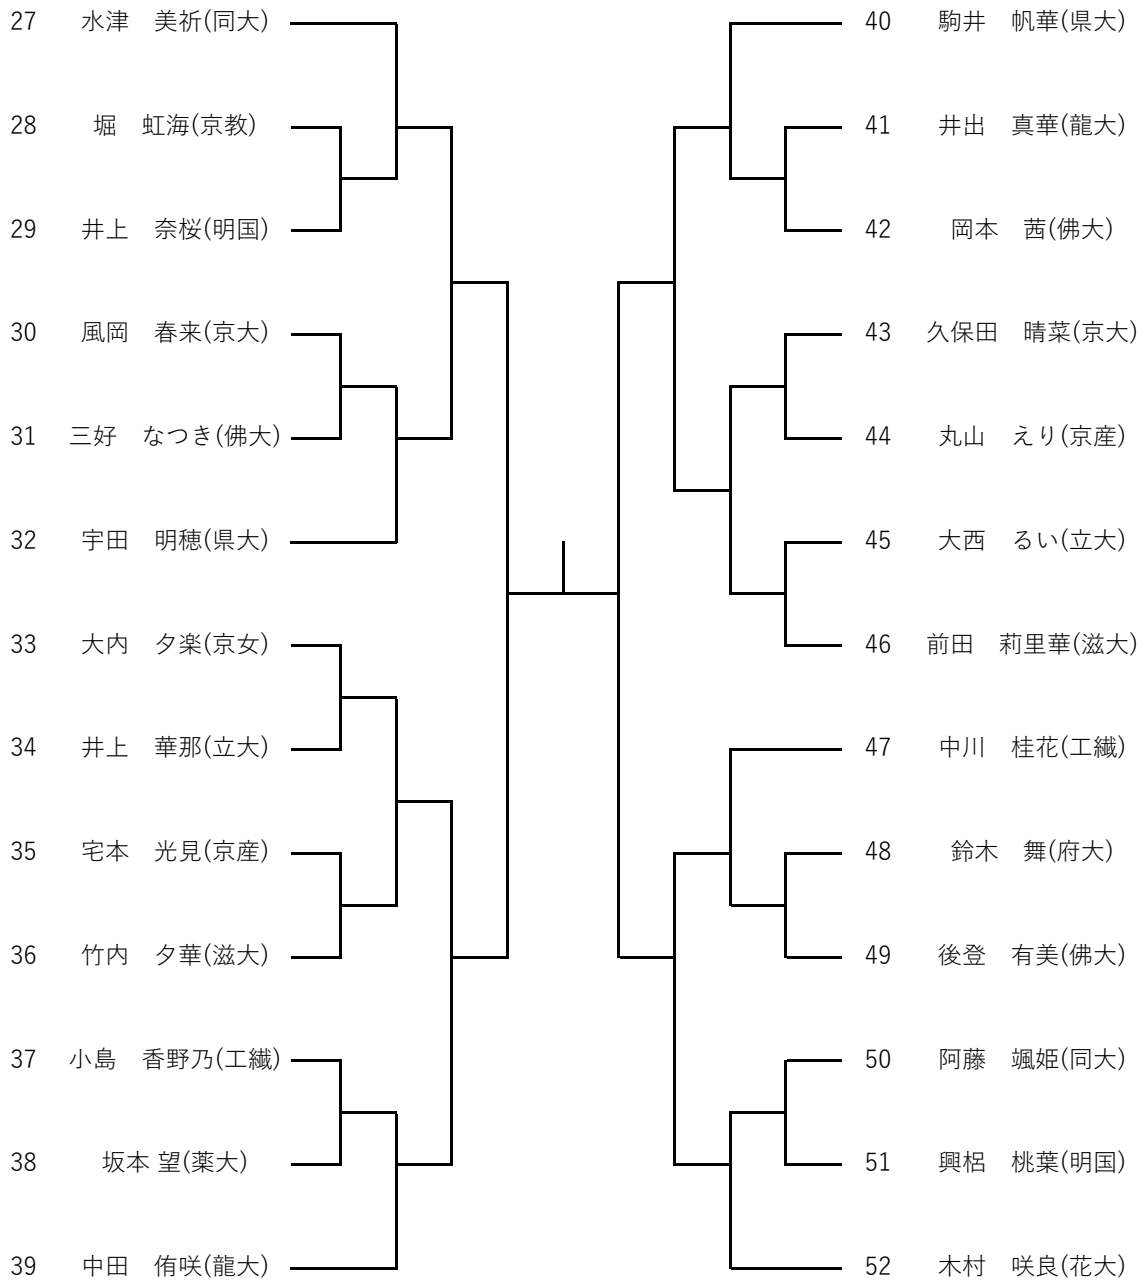 27 水津　美祈(同大)
28 堀　虹海(京教)
29 井上　奈桜(明国)
30 風岡　春来(京大)
31 三好　なつき(佛大)
32 宇田　明穂(県大)
33 大内　夕楽(京女)
34 井上　華那(立大)
35 宅本　光見(京産)
36 竹内　夕華(滋大)
37 小島　香野乃(工繊)
38 坂本 望(薬大)
39 中田　侑咲(龍大)
40 駒井　帆華(県大)
41 井出　真華(龍大)
42 岡本　茜(佛大)
43 久保田　晴菜(京大)
44 丸山　えり(京産)
45 大西　るい(立大)
46 前田　莉里華(滋大)
47 中川　桂花(工繊)
48 鈴木　舞(府大)
49 後登　有美(佛大)
50 阿藤　颯姫(同大)
51 興梠　桃葉(明国)
52 木村　咲良(花大)